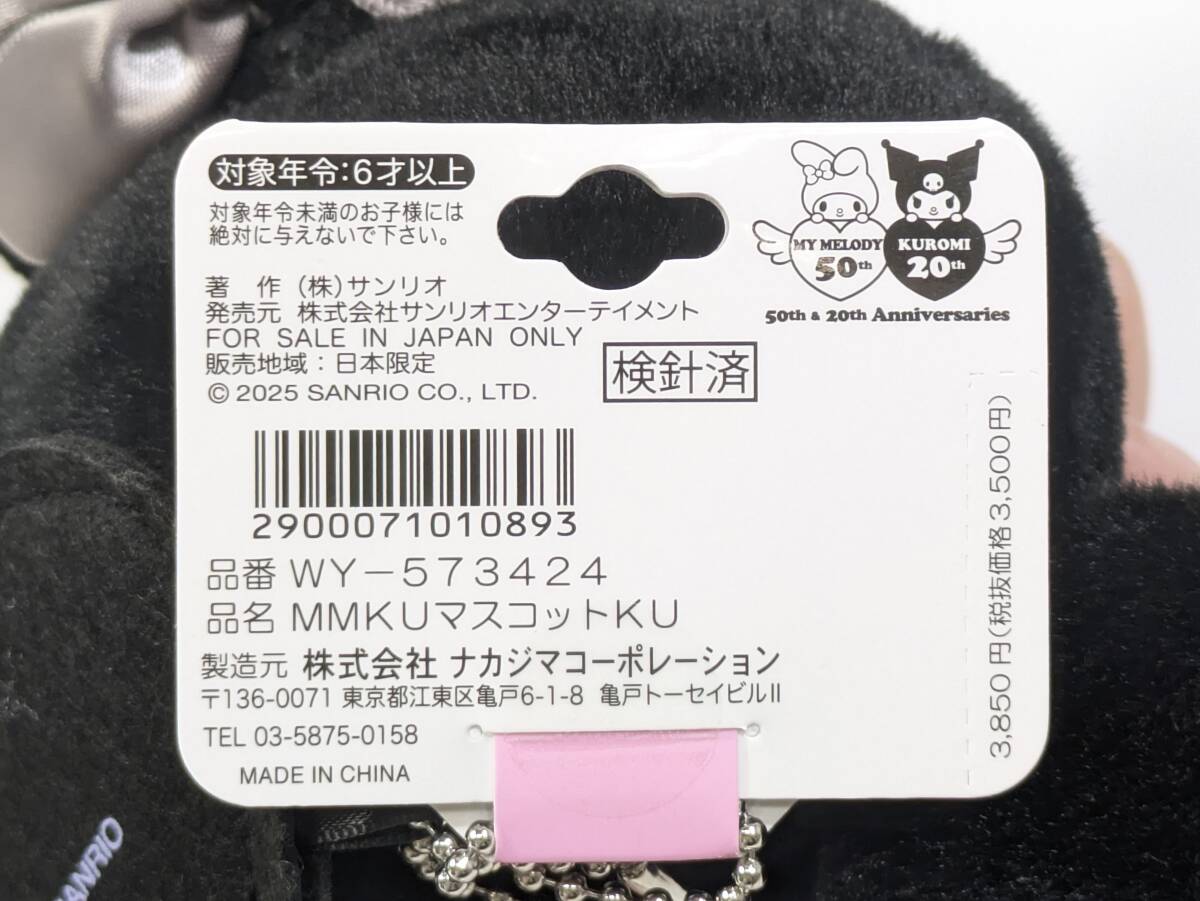 対象年令:6才以上
対象年令未満のお子様には
絶対に与えないで下さい。
著 作 (株)サンリオ
発売元 株式会社サンリオエンターテイメント
FOR SALE IN JAPAN ONLY
販売地域:日本限定
© 2025 SANRIO CO., LTD.
検針済
MY MELODY
50th
KUROMI
20th
50th & 20th Anniversaries
2900071010893
品番 WY-573424
品名 MMKUマスコットKU
製造元 株式会社 ナカジマコーポレーション
〒136-0071 東京都江東区亀戸6-1-8 亀戸トーセイビルⅡ
TEL 03-5875-0158
MADE IN CHINA
3,850円(税抜価格3,500円)
SANRIO